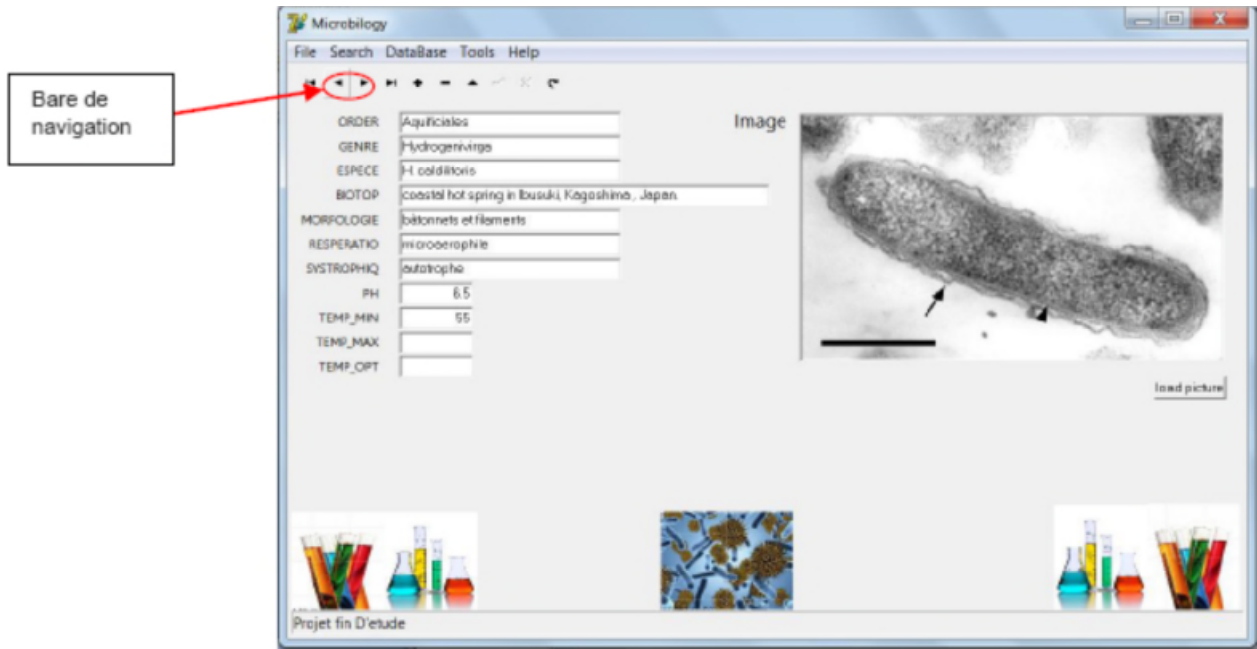 Microbilogy
File Search DataBase Tools Help
Bare de
navigation
ORDER Aquificiales
GENRE Hydrogenivirga
ESPECE H. caldilitoris
BIOTOP coastal hot spring in Ibusuki, Kagoshima , Japan.
MORFOLOGIE bâtonnets et filaments
RESPERATIO microaerophile
SYSTROPHIQ autotrophe
PH 6.5
TEMP_MIN 55
TEMP_MAX
TEMP_OPT
Image
load picture
Projet fin D'etude